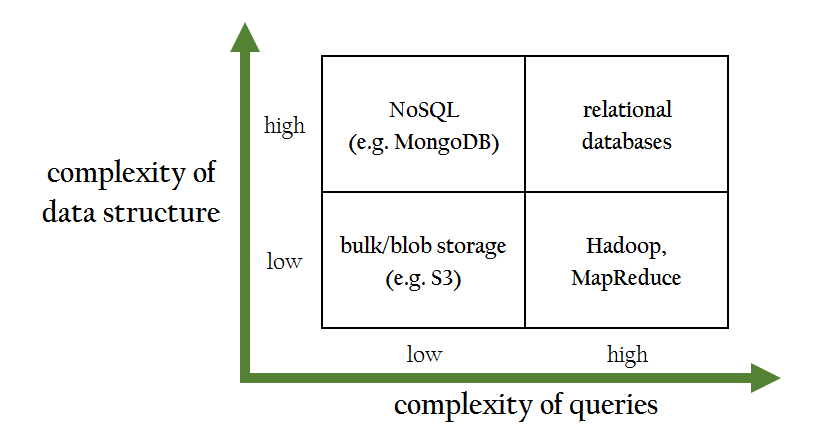 NoSQL
(e.g. MongoDB)
relational
databases
high
complexity of
data structure
bulk/blob storage
(e.g. S3)
Hadoop,
MapReduce
low
low
high
complexity of queries